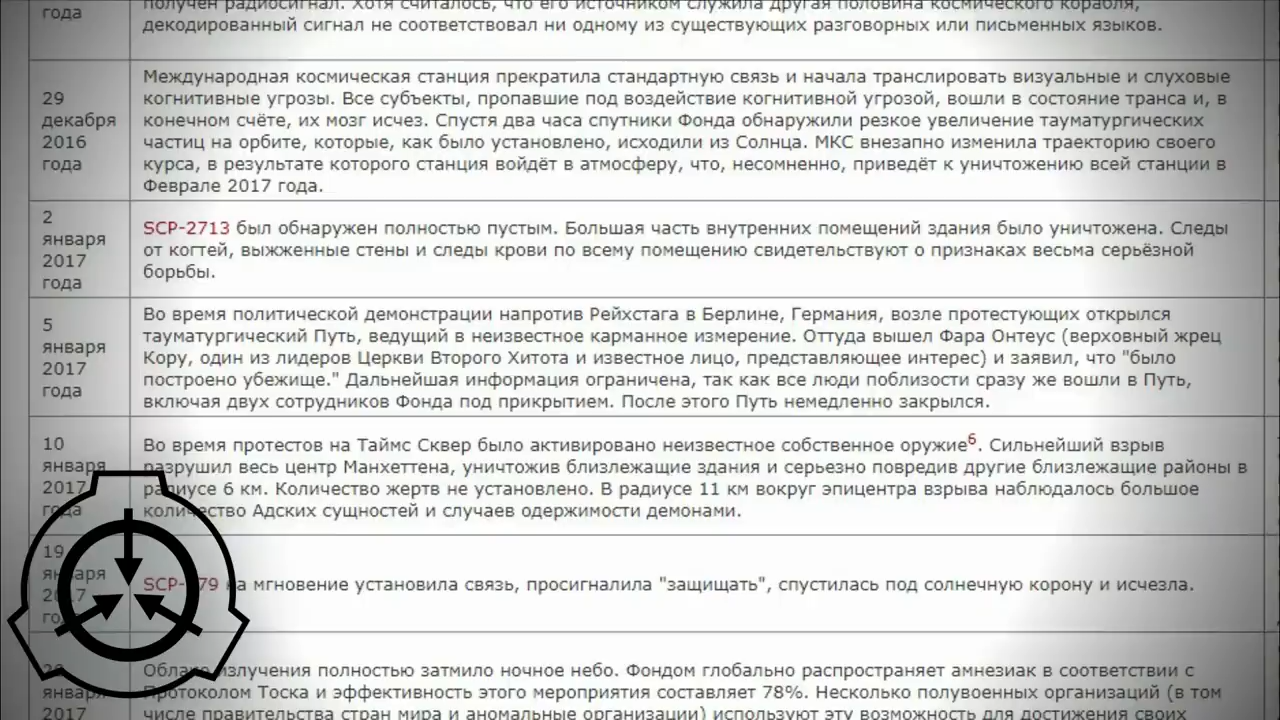 года
получен радиосигнал. Хотя считалось, что его источником служила другая половина космического корабля,
декодированный сигнал не соответствовал ни одному из существующих разговорных или письменных языков.
29
декабря
2016
года
Международная космическая станция прекратила стандартную связь и начала транслировать визуальные и слуховые
когнитивные угрозы. Все субъекты, пропавшие под воздействие когнитивной угрозой, вошли в состояние транса и, в
конечном счёте, их мозг исчез. Спустя два часа спутники Фонда обнаружили резкое увеличение тауматургических
частиц на орбите, которые, как было установлено, исходили из Солнца. МКС внезапно изменила траекторию своего
курса, в результате которого станция войдёт в атмосферу, что, несомненно, приведёт к уничтожению всей станции в
Феврале 2017 года.
2
января
2017
года
SCP-2713 был обнаружен полностью пустым. Большая часть внутренних помещений здания было уничтожена. Следы
от когтей, выжженные стены и следы крови по всему помещению свидетельствуют о признаках весьма серьёзной
борьбы.
5
января
2017
года
Во время политической демонстрации напротив Рейхстага в Берлине, Германия, возле протестующих открылся
тауматургический Путь, ведущий в неизвестное карманное измерение. Оттуда вышел Фара Онтеус (верховный жрец
Кору, один из лидеров Церкви Второго Хитота и известное лицо, представляющее интерес) и заявил, что "было
построено убежище." Дальнейшая информация ограничена, так как все люди поблизости сразу же вошли в Путь,
включая двух сотрудников Фонда под прикрытием. После этого Путь немедленно закрылся.
10
января
2017
года
Во время протестов на Таймс Сквер было активировано неизвестное собственное оружие6. Сильнейший взрыв
разрушил весь центр Манхеттена, уничтожив близлежащие здания и серьезно повредив другие близлежащие районы в
радиусе 6 км. Количество жертв не установлено. В радиусе 11 км вокруг эпицентра взрыва наблюдалось большое
количество Адских сущностей и случаев одержимости демонами.
19
января
на мгновение установила связь, просигналила "защищать", спустилась под солнечную корону и исчезла.
января
2017
Облако излучения полностью затмило ночное небо. Фондом глобально распространяет амнезиак в соответствии с
Протоколом Тоска и эффективность этого мероприятия составляет 78%. Несколько полувоенных организаций (в том
числе правительства стран мира и аномальные организации) используют эту возможность для достижения своих